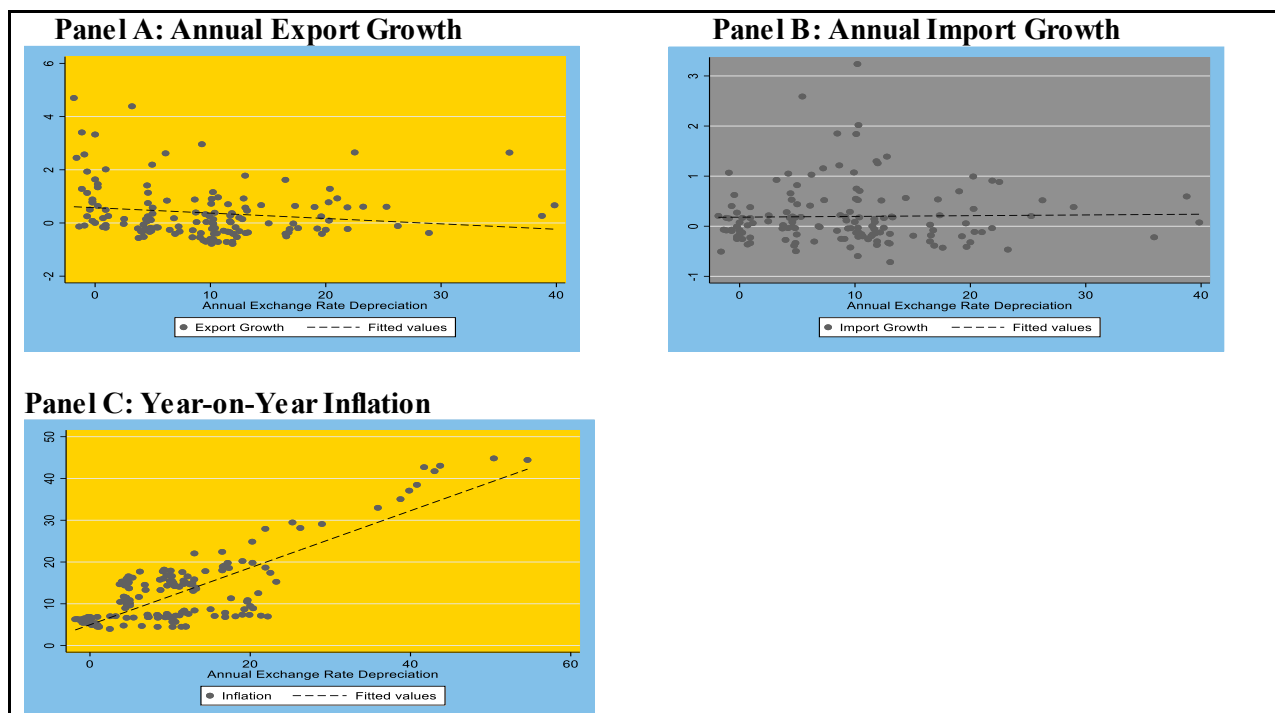 Panel A: Annual Export Growth
6
4
2
0
-2
0 10 20 30 40
Annual Exchange Rate Depreciation
Export Growth Fitted values
Panel B: Annual Import Growth
3
2
1
0
-1
0 10 20 30 40
Annual Exchange Rate Depreciation
Import Growth Fitted values
Panel C: Year-on-Year Inflation
50
40
30
20
10
0
0 20 40 60
Annual Exchange Rate Depreciation
Inflation Fitted values